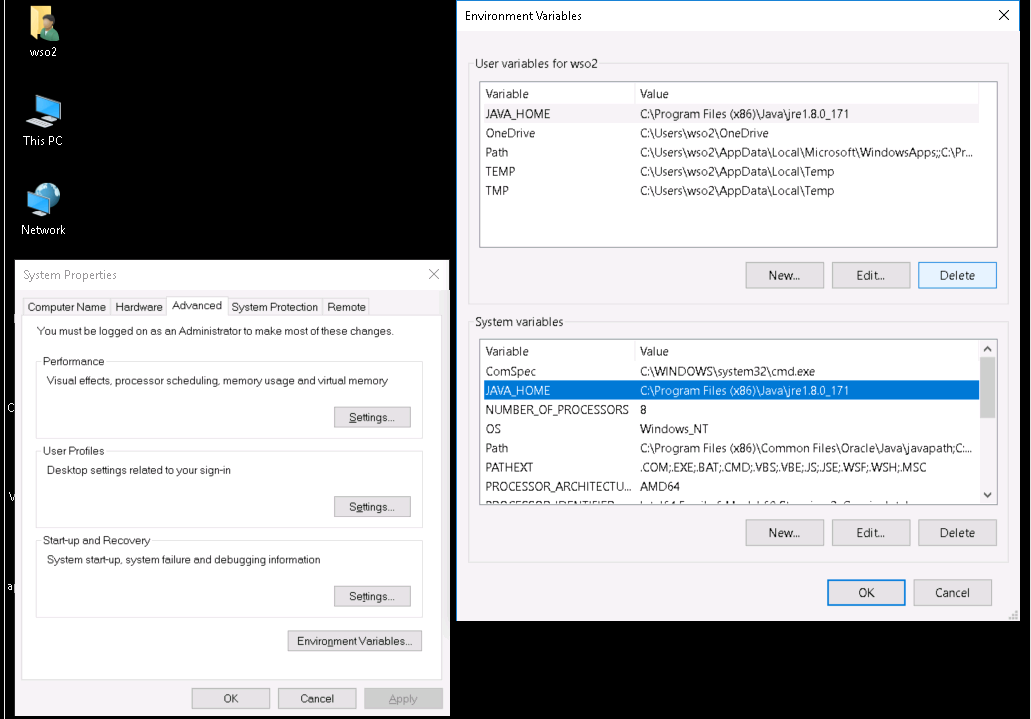 wso2
This PC
Network
System Properties
Computer Name Hardware Advanced System Protection Remote
You must be logged on as an Administrator to make most of these changes.
Performance
Visual effects, processor scheduling, memory usage and virtual memory
Settings...
User Profiles
Desktop settings related to your sign-in
Settings...
Start-up and Recovery
System start-up, system failure and debugging information
Settings...
Environment Variables...
OK Cancel Apply
Environment Variables
User variables for wso2
Variable Value
JAVA_HOME C:\Program Files (x86)\Java\jre1.8.0_171
OneDrive C:\Users\wso2\OneDrive
Path C:\Users\wso2\AppData\Local\Microsoft\WindowsApps;;C:\Pr...
TEMP C:\Users\wso2\AppData\Local\Temp
TMP C:\Users\wso2\AppData\Local\Temp
New... Edit... Delete
System variables
Variable Value
ComSpec C:\WINDOWS\system32\cmd.exe
JAVA_HOME C:\Program Files (x86)\Java\jre1.8.0_171
NUMBER_OF_PROCESSORS 8
OS Windows_NT
Path C:\Program Files (x86)\Common Files\Oracle\Java\javapath;C:...
PATHEXT .COM;.EXE;.BAT;.CMD;.VBS;.VBE;.JS;.JSE;.WSF;.WSH;.MSC
PROCESSOR_ARCHITECTU... AMD64
New... Edit... Delete
OK Cancel